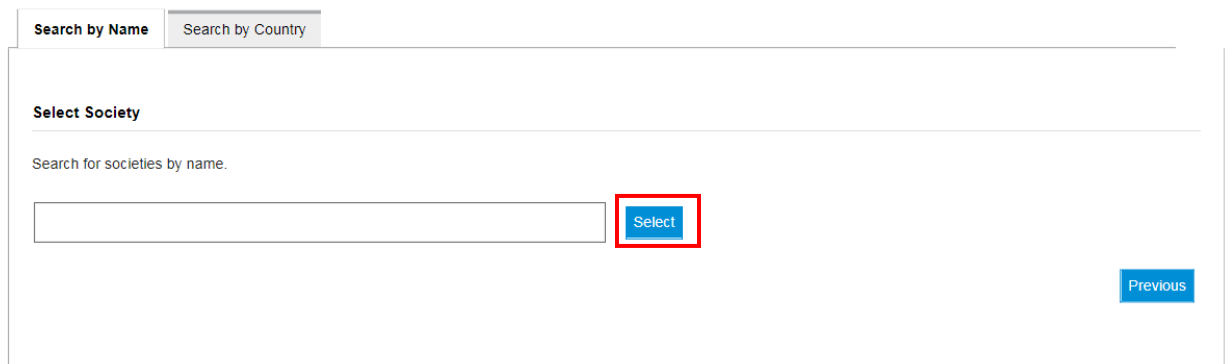 Search by Name Search by Country
Select Society
Search for societies by name.
Select
Previous